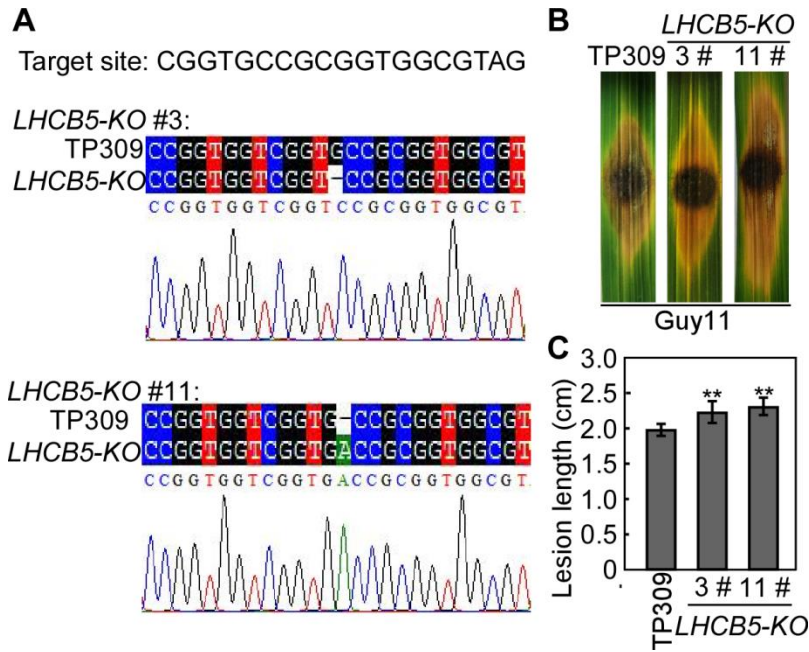 A
Target site: CGGTGCCGCGGTGGCGTAG
LHCB5-KO #3:
TP309 CCGGTGGTCGGTGCCGCGGTGGCGT
LHCB5-KO CCGGTGGTCGGT-CCGCGGTGGCGT
CCGGTGGTCGGTCCGCGGTGGCGT
LHCB5-KO #11:
TP309 CCGGTGGTCGGTG-CCGCGGTGGCGT
LHCB5-KO CCGGTGGTCGGTGACCGCGGTGGCGT
CCGGTGGTCGGTGACCGCGGTGGCGT
B
LHCB5-KO
TP309 3 # 11 #
Guy11
C
Lesion length (cm)
3.0
2.5
2.0
1.5
1.0
0.5
0
** **
TP309 3 # 11 #
LHCB5-KO